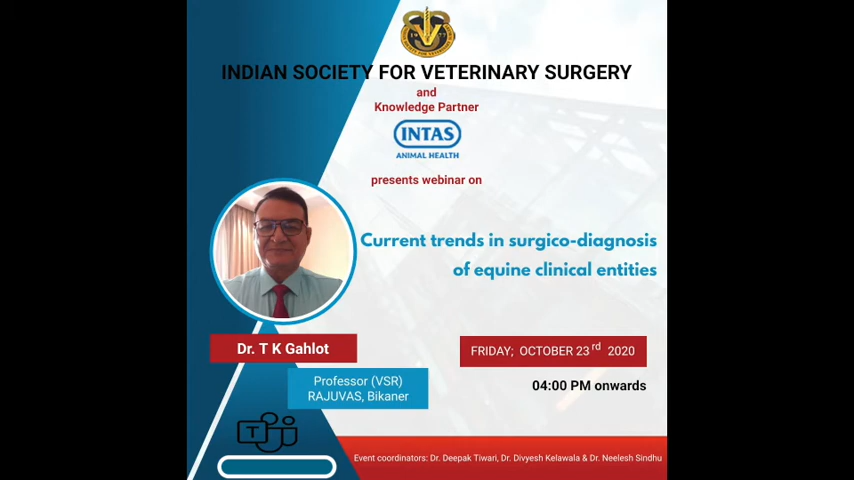 INDIAN SOCIETY FOR VETERINARY SURGERY
and
Knowledge Partner
INTAS
ANIMAL HEALTH
presents webinar on
Current trends in surgico-diagnosis
of equine clinical entities
Dr. T K Gahlot
Professor (VSR)
RAJUVAS, Bikaner
FRIDAY; OCTOBER 23rd 2020
04:00 PM onwards
T
Event coordinators: Dr. Deepak Tiwari, Dr. Divyesh Kelawala & Dr. Neelesh Sindhu